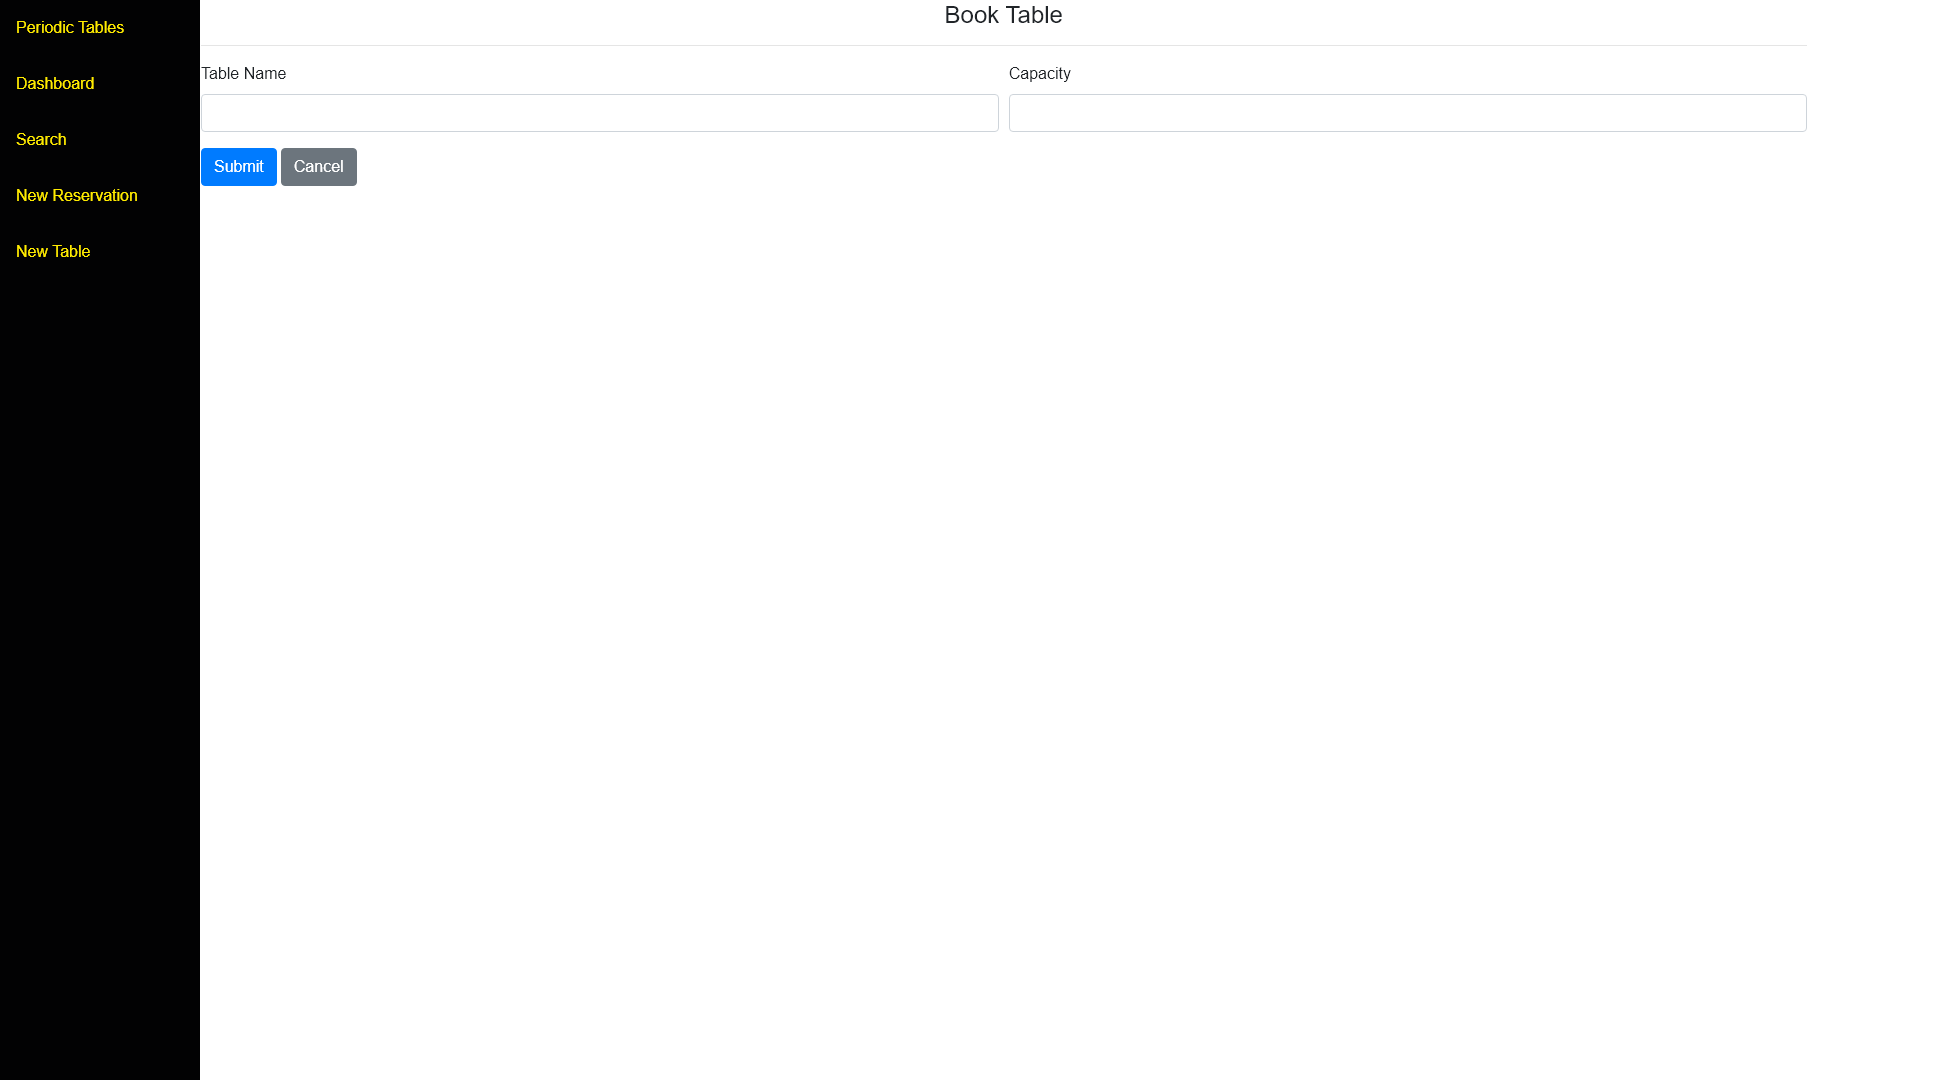 Periodic Tables
Dashboard
Search
New Reservation
New Table
Book Table
Table Name
Capacity
Submit
Cancel